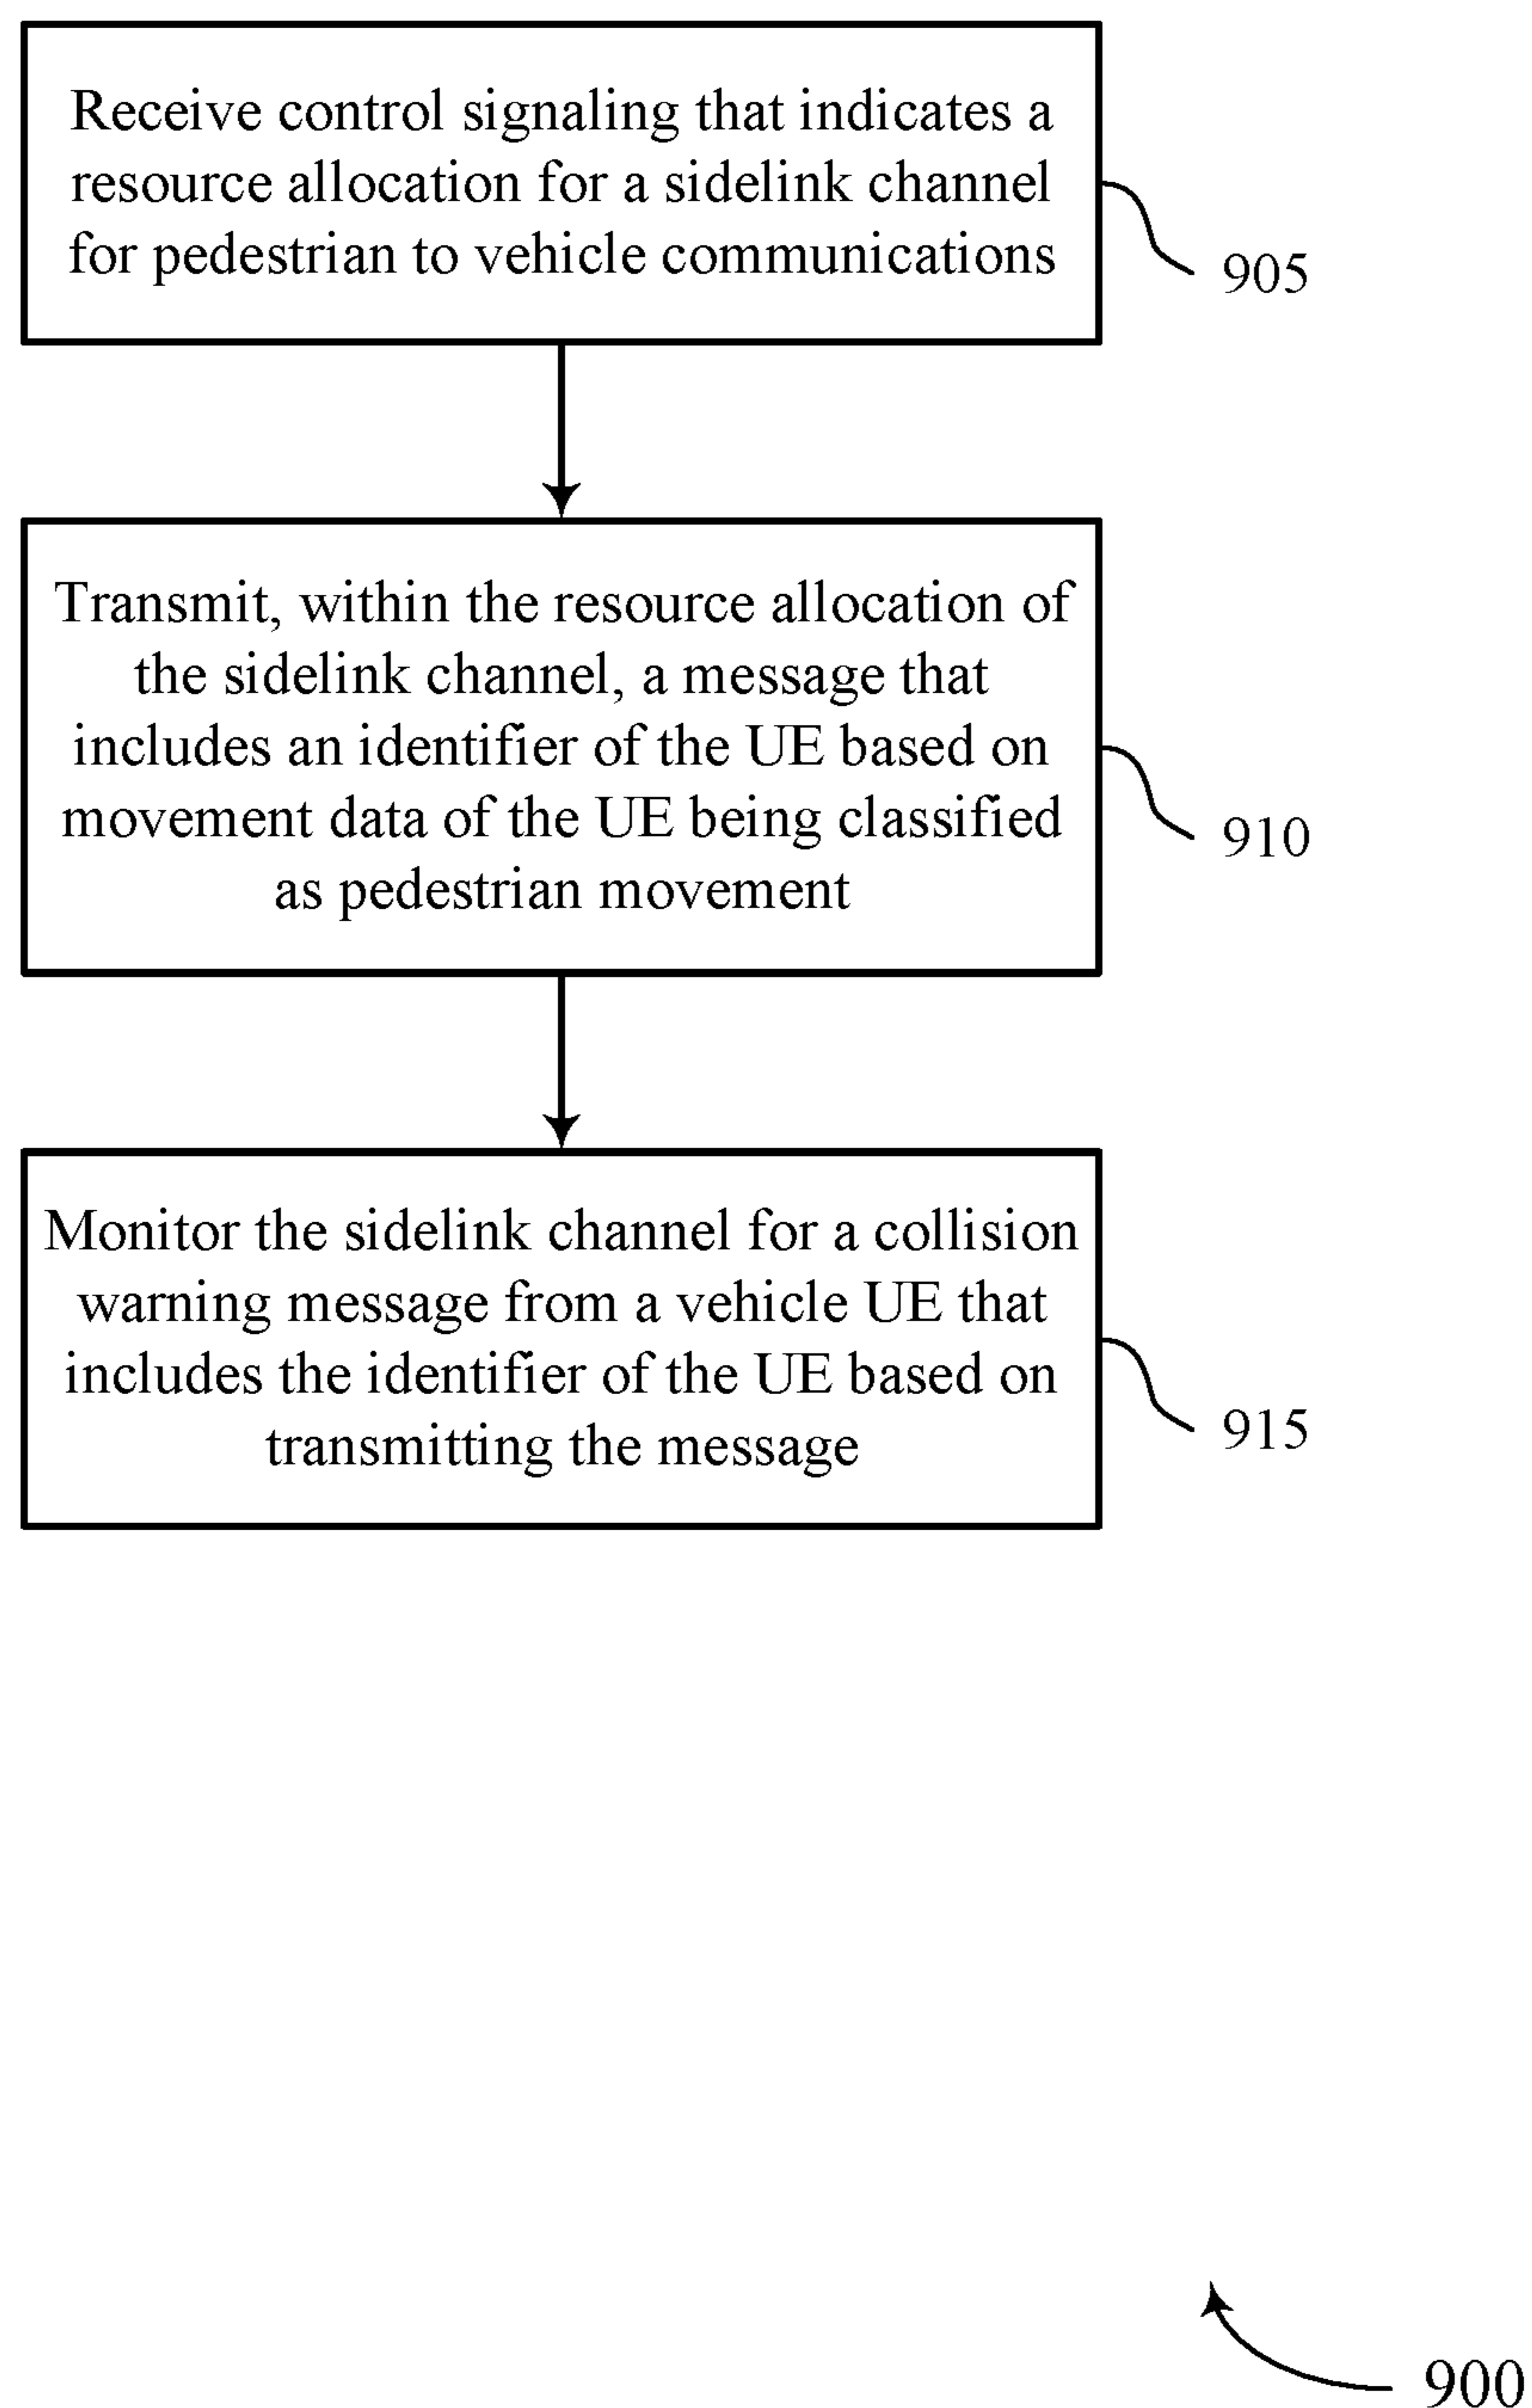 Receive control signaling that indicates a
resource allocation for a sidelink channel
for pedestrian to vehicle communications
905
Transmit, within the resource allocation of
the sidelink channel, a message that
includes an identifier of the UE based on
movement data of the UE being classified
as pedestrian movement
910
Monitor the sidelink channel for a collision
warning message from a vehicle UE that
includes the identifier of the UE based on
transmitting the message
915
900